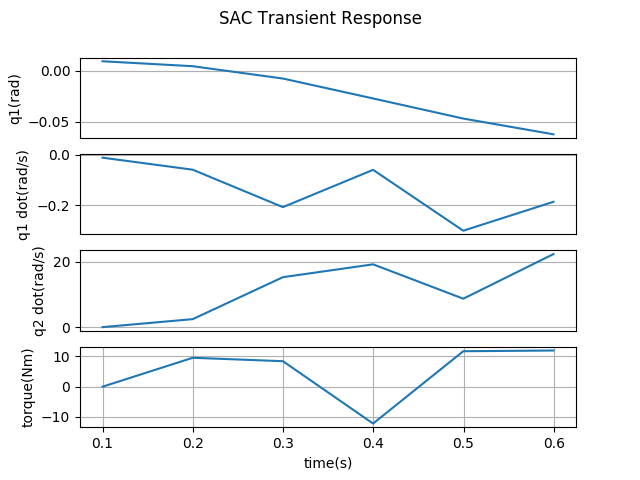 SAC Transient Response
0.00
−0.05
q1(rad)
0.0
−0.2
q1 dot(rad/s)
20
0
q2 dot(rad/s)
10
0
−10
torque(Nm)
0.1 0.2 0.3 0.4 0.5 0.6
time(s)